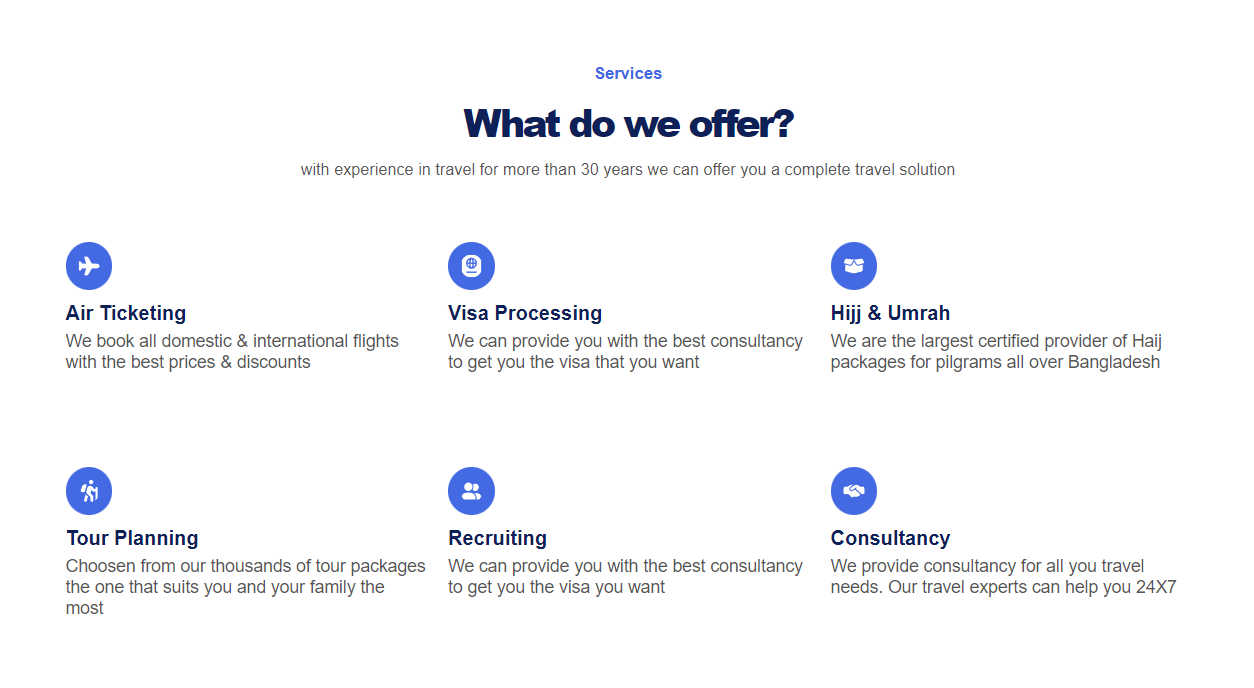 Services
What do we offer?
with experience in travel for more than 30 years we can offer you a complete travel solution
Air Ticketing
We book all domestic & international flights
with the best prices & discounts
Visa Processing
We can provide you with the best consultancy
to get you the visa that you want
Hijj & Umrah
We are the largest certified provider of Haij
packages for pilgrams all over Bangladesh
Tour Planning
Choosen from our thousands of tour packages
the one that suits you and your family the
most
Recruiting
We can provide you with the best consultancy
to get you the visa you want
Consultancy
We provide consultancy for all you travel
needs. Our travel experts can help you 24X7